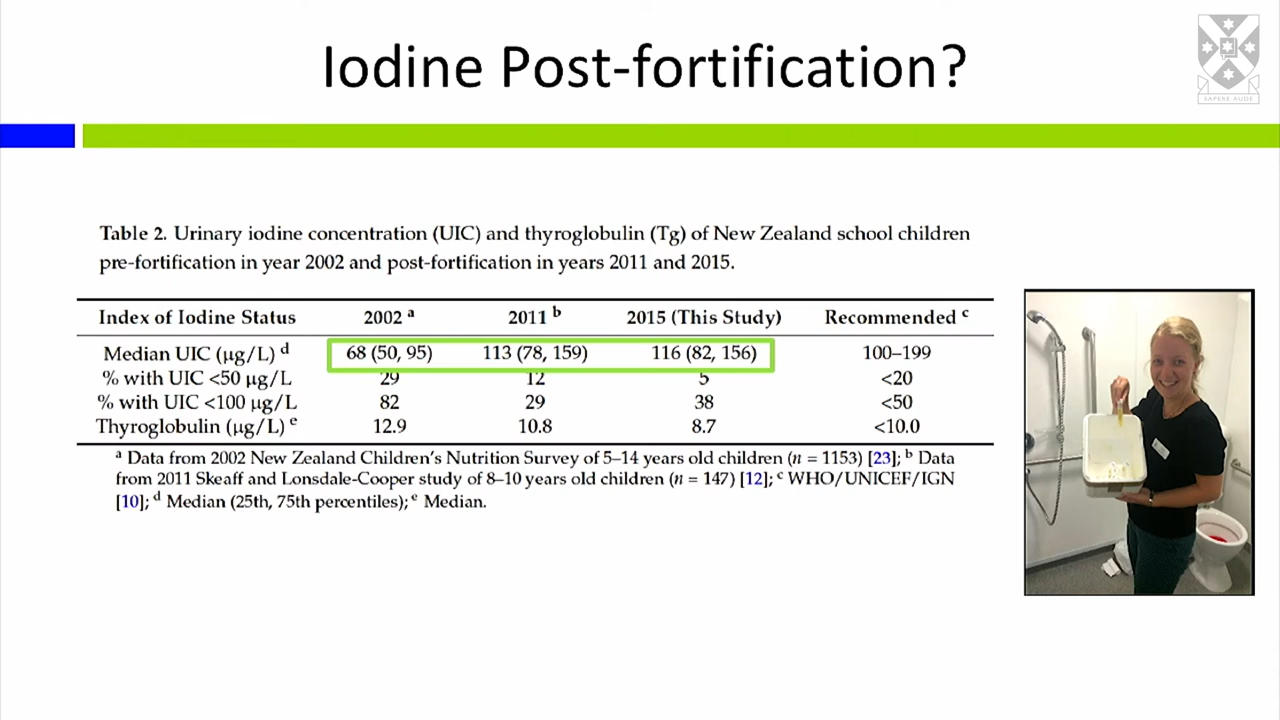 Iodine Post-fortification?
SAPERE AUDE
Table 2. Urinary iodine concentration (UIC) and thyroglobulin (Tg) of New Zealand school children
pre-fortification in year 2002 and post-fortification in years 2011 and 2015.
Index of Iodine Status 2002 a 2011 b 2015 (This Study) Recommended c
Median UIC (µg/L) d 68 (50, 95) 113 (78, 159) 116 (82, 156) 100–199
% with UIC <50 µg/L 29 12 5 <20
% with UIC <100 µg/L 82 29 38 <50
Thyroglobulin (µg/L) e 12.9 10.8 8.7 <10.0
a Data from 2002 New Zealand Children's Nutrition Survey of 5–14 years old children (n = 1153) [23]; b Data
from 2011 Skeaff and Lonsdale-Cooper study of 8–10 years old children (n = 147) [12]; c WHO/UNICEF/IGN
[10]; d Median (25th, 75th percentiles); e Median.